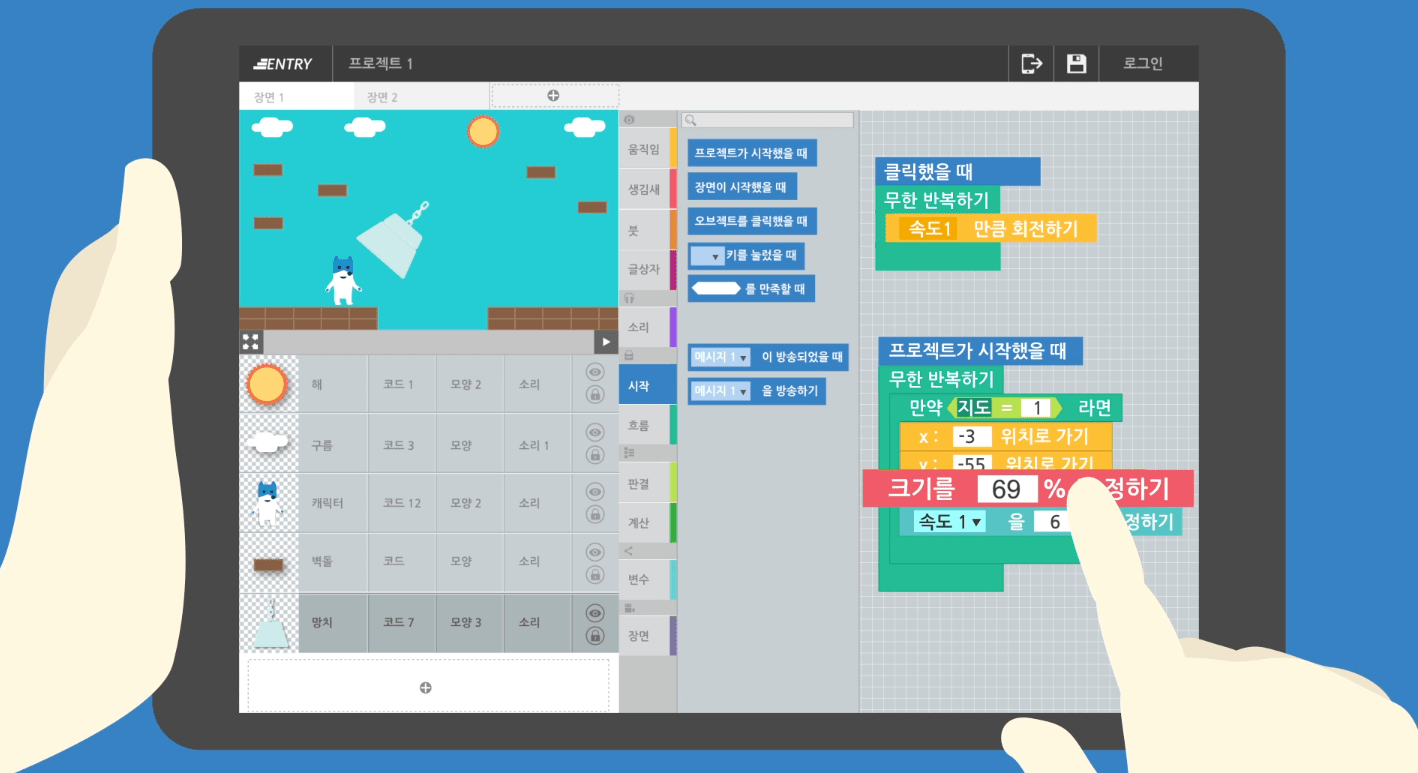 ENTRY
프로젝트 1
로그인
장면 1
장면 2
움직임
생김새
붓
글상자
소리
시작
흐름
판결
계산
변수
장면
프로젝트가 시작했을 때
장면이 시작했을 때
오브젝트를 클릭했을 때
키를 눌렀을 때
를 만족할 때
메시지 1 이 방송되었을 때
메시지 1 을 방송하기
해 코드 1 모양 2 소리
구름 코드 3 모양 소리 1
캐릭터 코드 12 모양 2 소리
벽돌 코드 모양 소리
망치 코드 7 모양 3 소리
클릭했을 때
무한 반복하기
속도1 만큼 회전하기
프로젝트가 시작했을 때
무한 반복하기
만약 지도 = 1 라면
x : -3 위치로 가기
y : -55 위치로 가기
크기를 69 % 정하기
속도 1 을 6 정하기